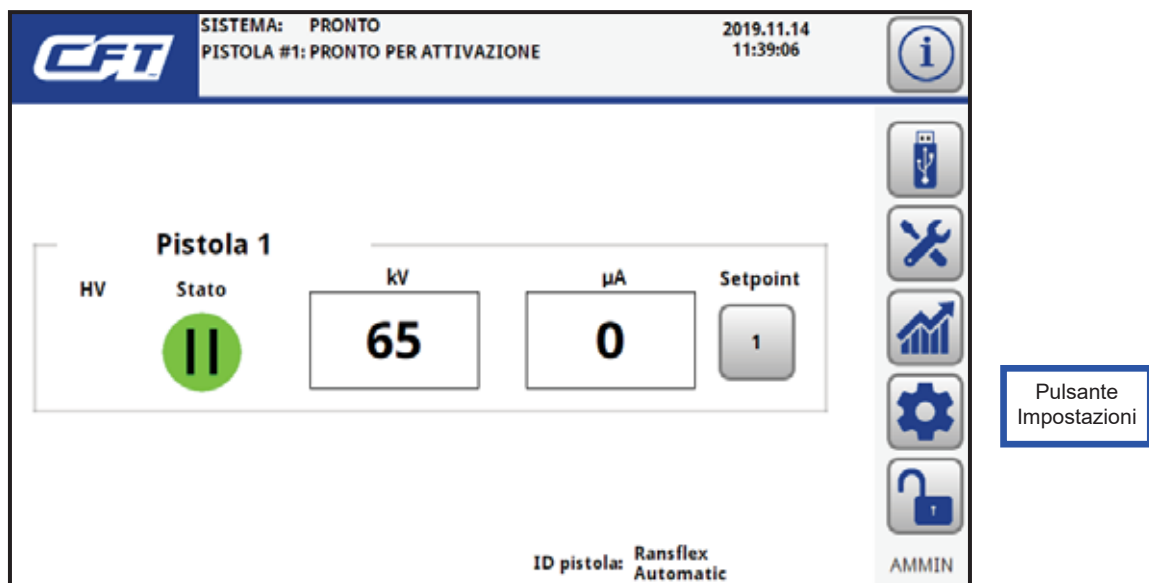 CFT
SISTEMA: PRONTO
PISTOLA #1: PRONTO PER ATTIVAZIONE
2019.11.14
11:39:06
i
Pistola 1
HV
Stato
kV
65
µA
0
Setpoint
1
Pulsante
Impostazioni
ID pistola: Ransflex
Automatic
AMMIN